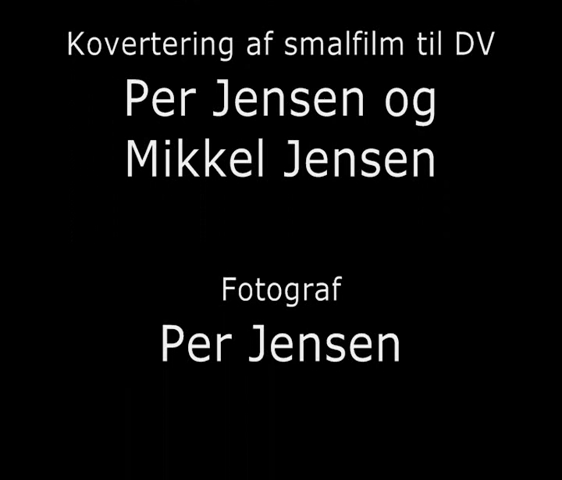 Kovertering af smalfilm til DV
Per Jensen og
Mikkel Jensen
Fotograf
Per Jensen